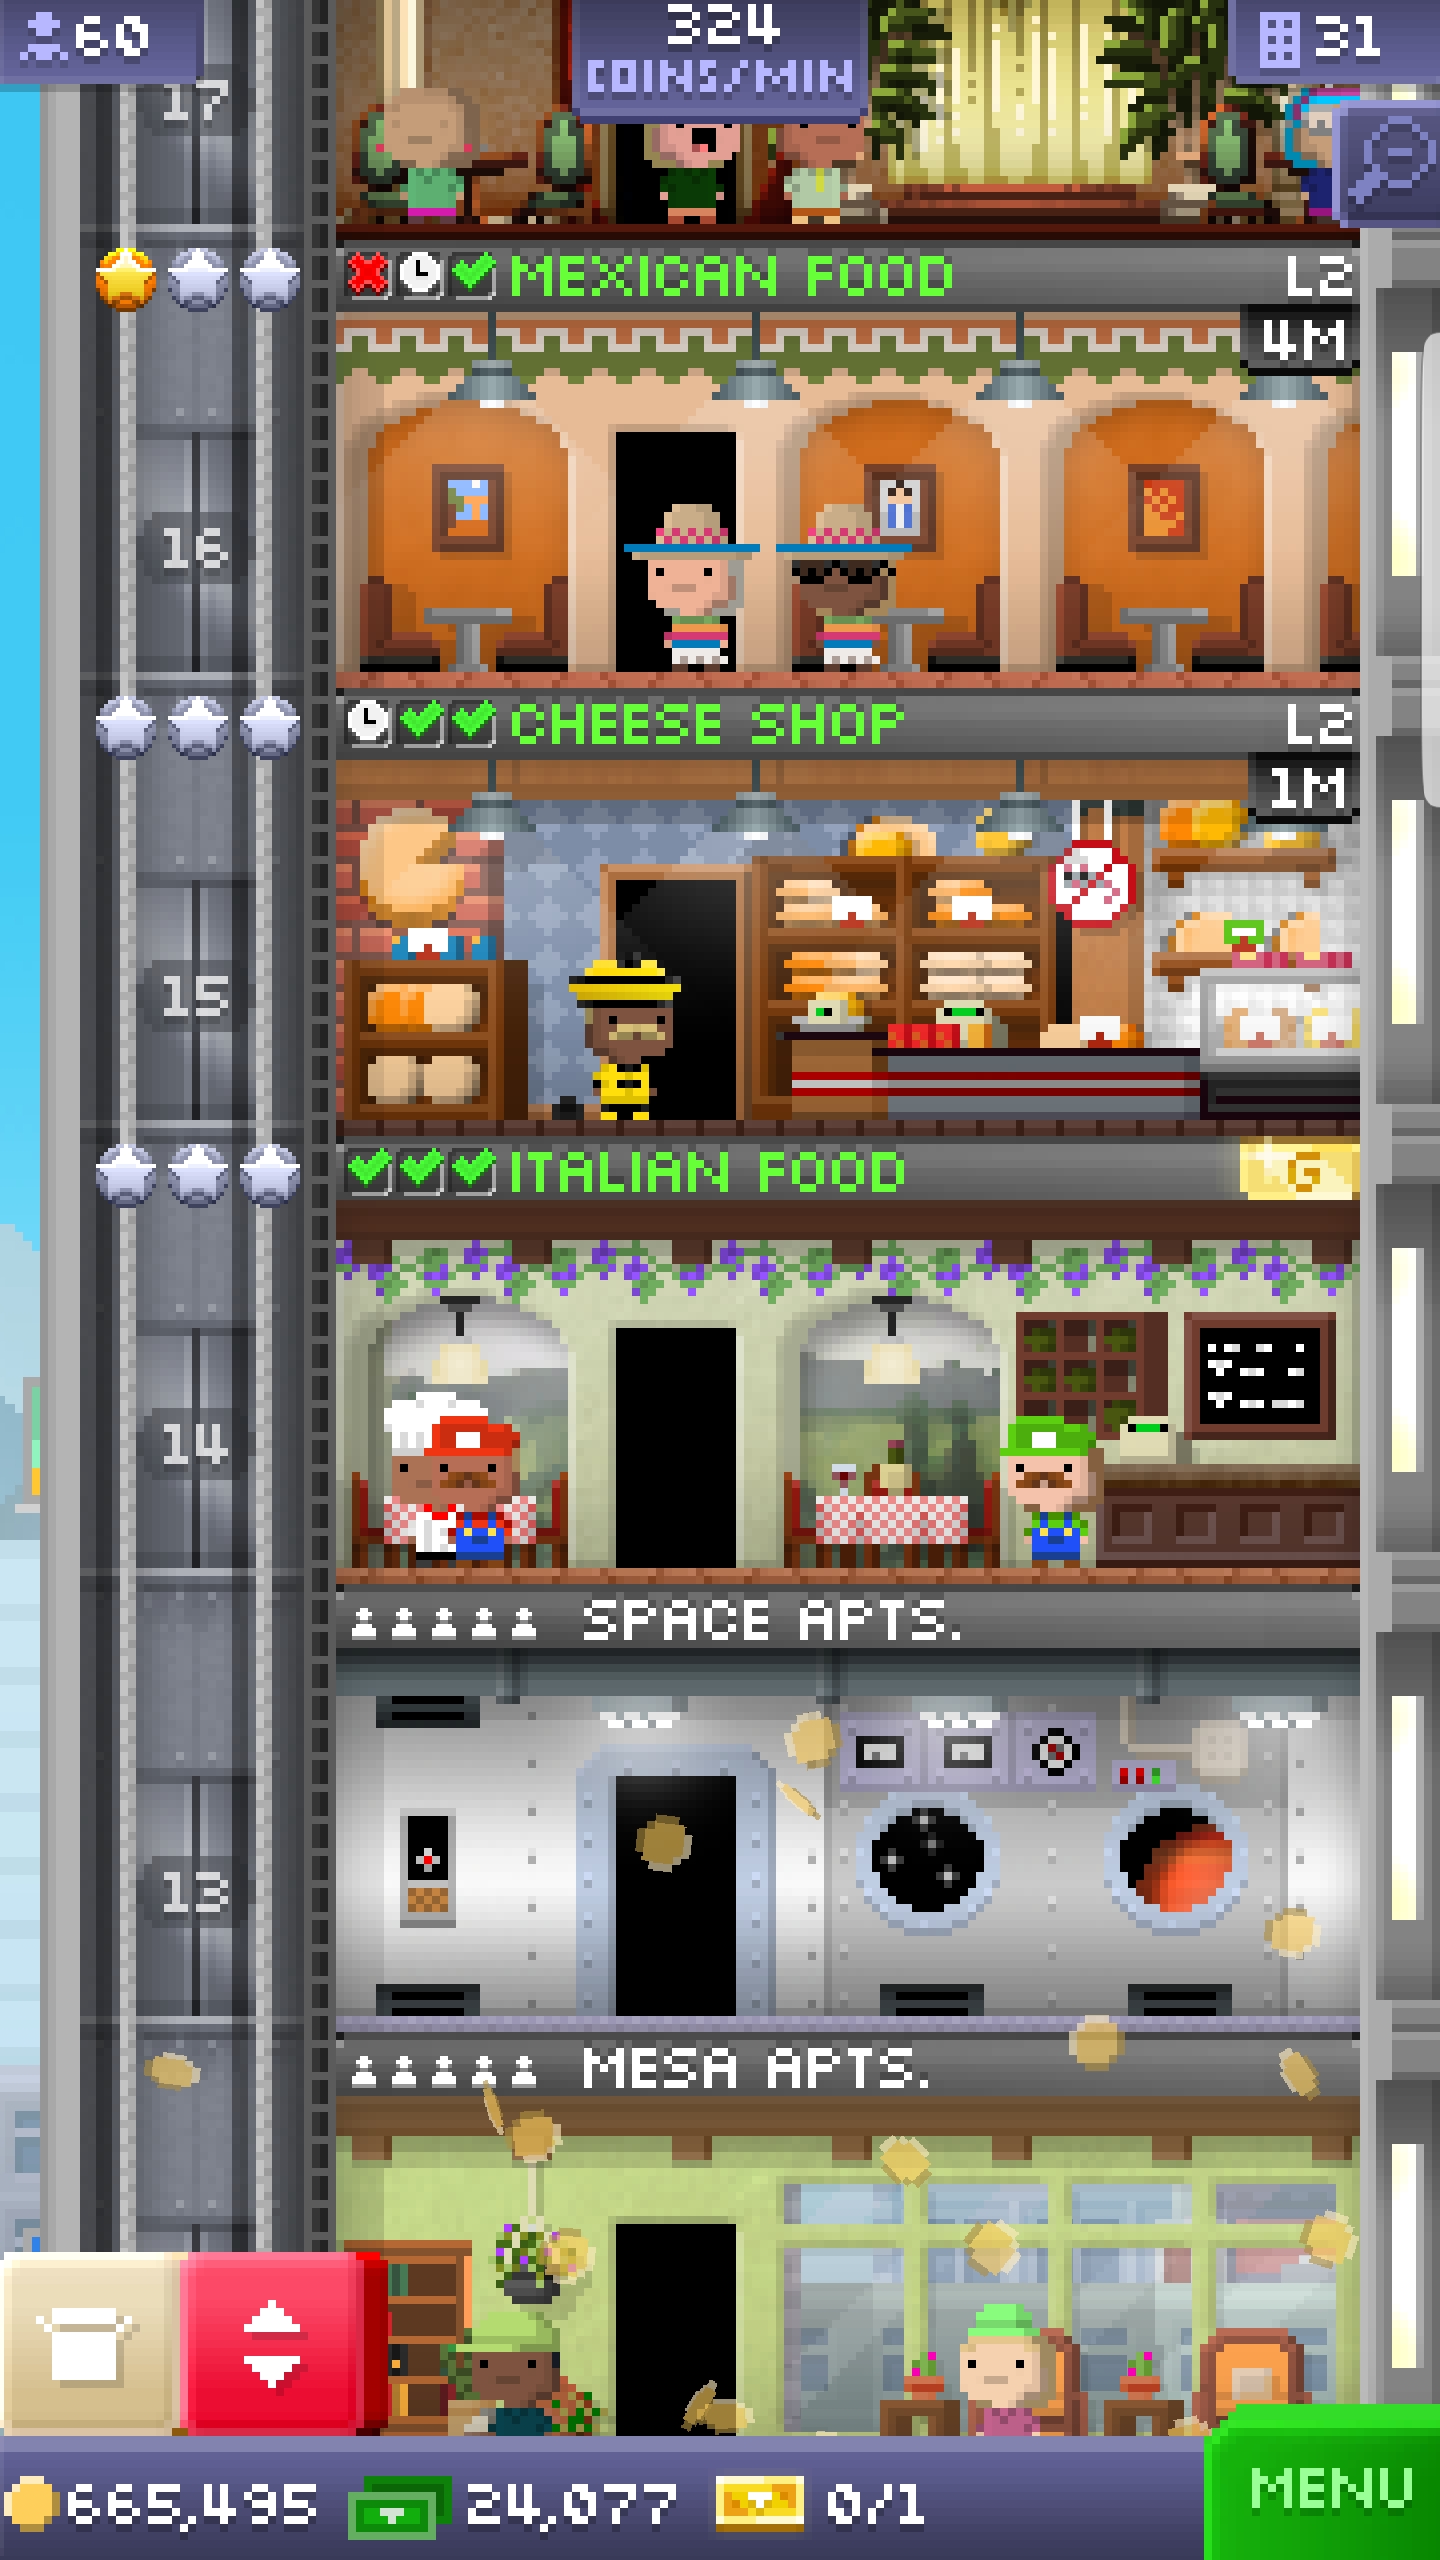 60
324
COINS/MIN
31
17
MEXICAN FOOD L2
4M
16
CHEESE SHOP L2
1M
15
ITALIAN FOOD G
14
SPACE APTS.
13
MESA APTS.
665,495 24,077 0/1
MENU